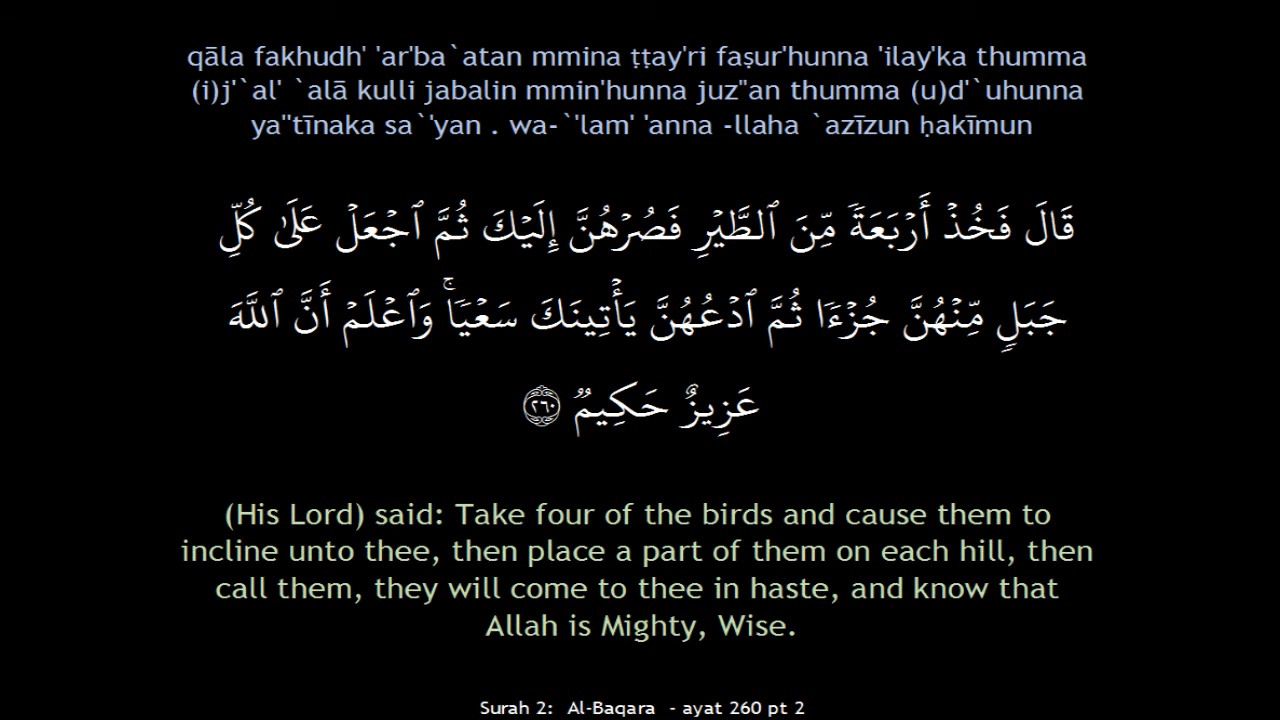 qāla fakhudh' 'ar'ba`atan mmina ṭṭay'ri faṣur'hunna 'ilay'ka thumma
(i)j'`al' `alā kulli jabalin mmin'hunna juz"an thumma (u)d'`uhunna
ya"tīnaka sa`'yan . wa-`'lam' 'anna -llaha `azīzun ḥakīmun
قَالَ فَخُذۡ أَرۡبَعَةٗ مِّنَ ٱلطَّيۡرِ فَصُرۡهُنَّ إِلَيۡكَ ثُمَّ ٱجۡعَلۡ عَلَىٰ كُلِّ
جَبَلٖ مِّنۡهُنَّ جُزۡءٗا ثُمَّ ٱدۡعُهُنَّ يَأۡتِينَكَ سَعۡيٗاۚ وَٱعۡلَمۡ أَنَّ ٱللَّهَ
عَزِيزٌ حَكِيمٞ ٢٦٠
(His Lord) said: Take four of the birds and cause them to
incline unto thee, then place a part of them on each hill, then
call them, they will come to thee in haste, and know that
Allah is Mighty, Wise.
Surah 2: Al-Baqara - ayat 260 pt 2